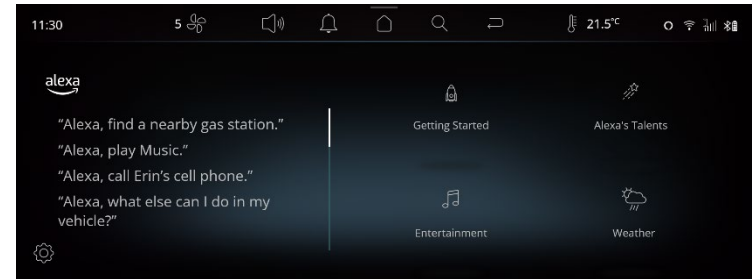 11:30
5
21.5°C
alexa
"Alexa, find a nearby gas station."
"Alexa, play Music."
"Alexa, call Erin's cell phone."
"Alexa, what else can I do in my
vehicle?"
Getting Started
Alexa's Talents
Entertainment
Weather